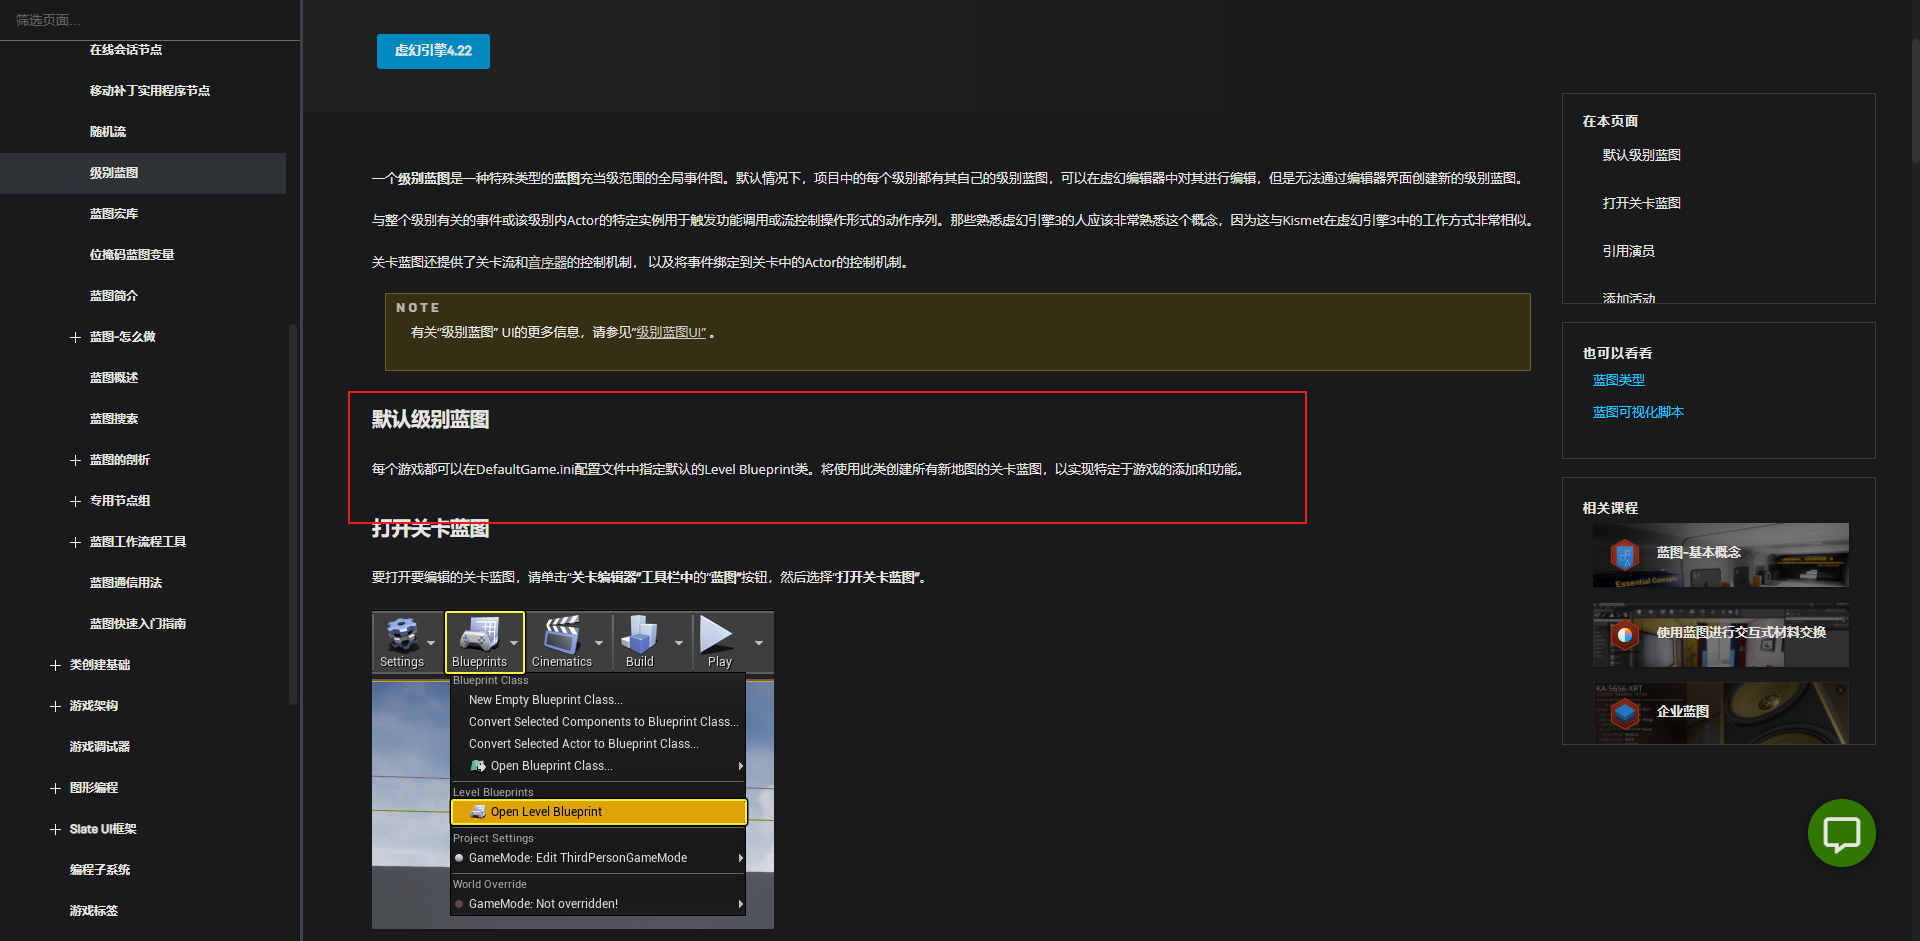 筛选页面...
在线会话节点
移动补丁实用程序节点
随机流
级别蓝图
蓝图宏库
位掩码蓝图变量
蓝图简介
蓝图-怎么做
蓝图概述
蓝图搜索
蓝图的剖析
专用节点组
蓝图工作流程工具
蓝图通信用法
蓝图快速入门指南
类创建基础
游戏架构
游戏调试器
图形编程
Slate UI框架
编程子系统
游戏标签
虚幻引擎4.22
一个级别蓝图是一种特殊类型的蓝图充当级范围的全局事件图。默认情况下，项目中的每个级别都有其自己的级别蓝图，可以在虚幻编辑器中对其进行编辑，但是无法通过编辑器界面创建新的级别蓝图。
与整个级别有关的事件或该级别内Actor的特定实例用于触发功能调用或流控制操作形式的动作序列。那些熟悉虚幻引擎3的人应该非常熟悉这个概念，因为这与Kismet在虚幻引擎3中的工作方式非常相似。
关卡蓝图还提供了关卡流和音序器的控制机制， 以及将事件绑定到关卡中的Actor的控制机制。
NOTE
有关“级别蓝图” UI的更多信息，请参见“级别蓝图UI” 。
默认级别蓝图
每个游戏都可以在DefaultGame.ini配置文件中指定默认的Level Blueprint类。将使用此类创建所有新地图的关卡蓝图，以实现特定于游戏的添加和功能。
打开关卡蓝图
要打开要编辑的关卡蓝图，请单击“关卡编辑器”工具栏中的“蓝图”按钮，然后选择“打开关卡蓝图”。
Settings
Blueprints
Cinematics
Build
Play
Blueprint Class
New Empty Blueprint Class...
Convert Selected Components to Blueprint Class...
Convert Selected Actor to Blueprint Class...
Open Blueprint Class...
Level Blueprints
Open Level Blueprint
Project Settings
GameMode: Edit ThirdPersonGameMode
World Override
GameMode: Not overridden!
在本页面
默认级别蓝图
打开关卡蓝图
引用演员
添加活动
也可以看看
蓝图类型
蓝图可视化脚本
相关课程
蓝图-基本概念
Essential Concepts
使用蓝图进行交互式材料交换
KA-5656-XRT
企业蓝图